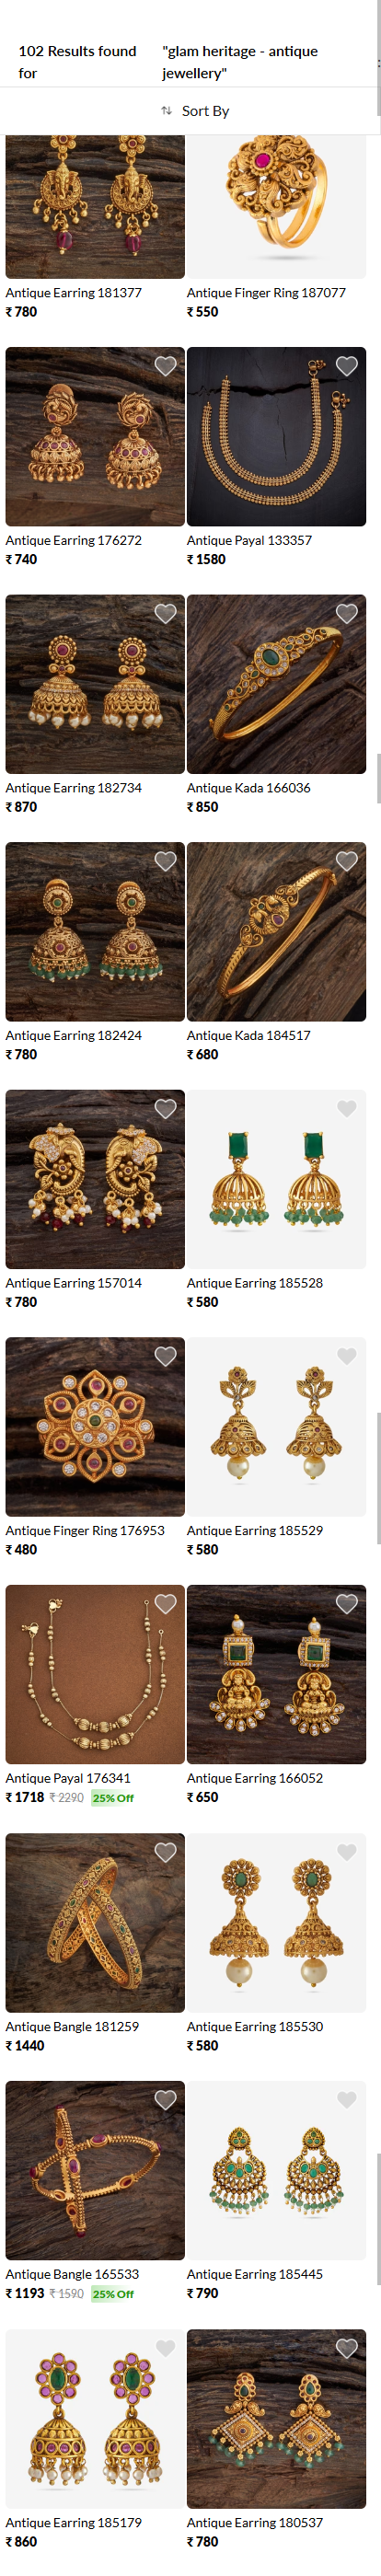 102 Results found "glam heritage - antique
for jewellery"
Sort By
Antique Earring 181377 Antique Finger Ring 187077
₹ 780 ₹ 550
Antique Earring 176272 Antique Payal 133357
₹ 740 ₹ 1580
Antique Earring 182734 Antique Kada 166036
₹ 870 ₹ 850
Antique Earring 182424 Antique Kada 184517
₹ 780 ₹ 680
Antique Earring 157014 Antique Earring 185528
₹ 780 ₹ 580
Antique Finger Ring 176953 Antique Earring 185529
₹ 480 ₹ 580
Antique Payal 176341 Antique Earring 166052
₹ 1718 ₹ 2290 25% Off ₹ 650
Antique Bangle 181259 Antique Earring 185530
₹ 1440 ₹ 580
Antique Bangle 165533 Antique Earring 185445
₹ 1193 ₹ 1590 25% Off ₹ 790
Antique Earring 185179 Antique Earring 180537
₹ 860 ₹ 780